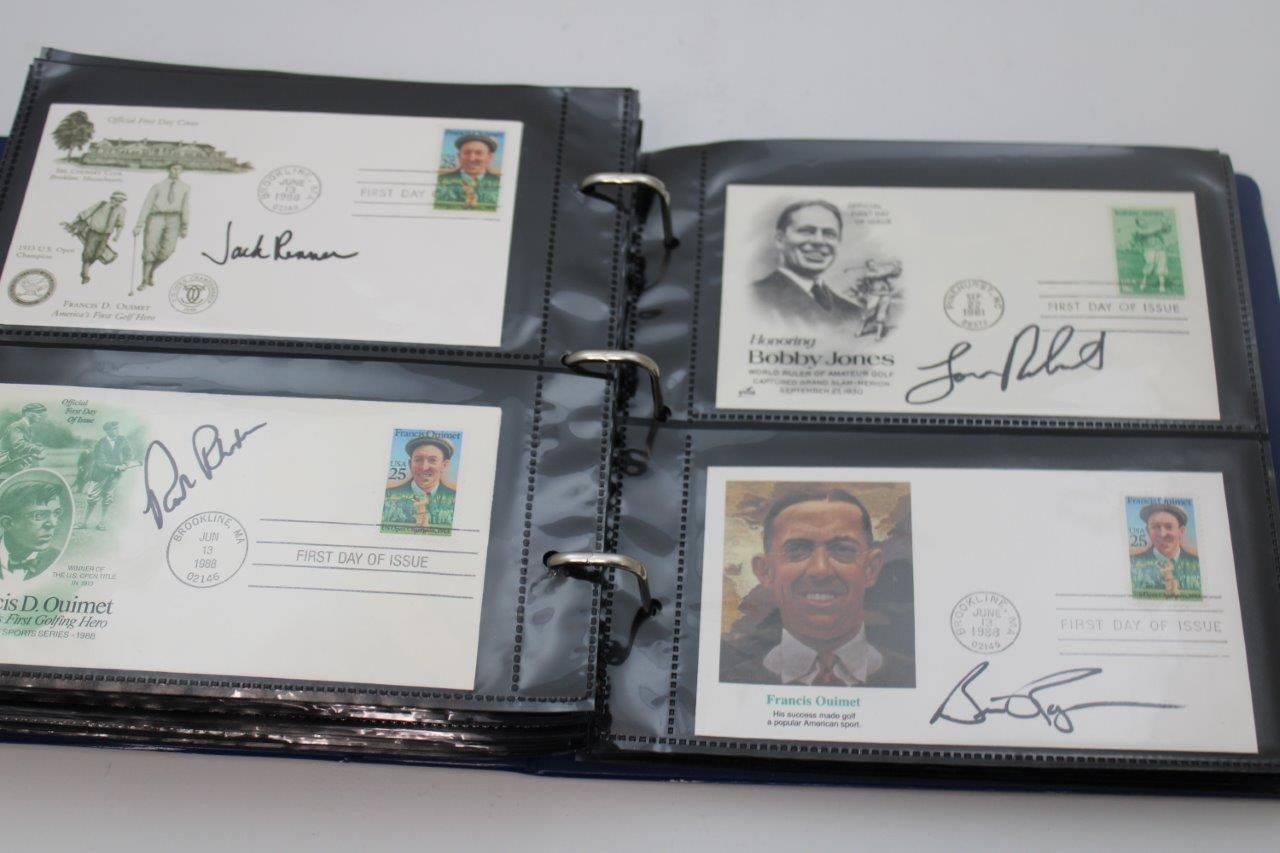 Official First Day Cover
THE COUNTRY CLUB
Brookline, Massachusetts
1913 U.S. Open
Champion
FRANCIS D. OUIMET
America's First Golf Hero
BROOKLINE, MA
JUNE
13
1988
02146
FIRST DAY
Jack Renner
Official
First Day
Of Issue
WINNER OF
THE U.S. OPEN TITLE
IN 1913
cis D. Ouimet
s First Golfing Hero
SPORTS SERIES - 1988
BROOKLINE, MA
JUN
13
1988
02146
Francis Ouimet
USA
25
FIRST DAY OF ISSUE
OFFICIAL
FIRST DAY
OF ISSUE
Honoring
Bobby Jones
WORLD RULER OF AMATEUR GOLF
CAPTURED GRAND SLAM-MERION
SEPTEMBER 27, 1930
PINEHURST, NC
SEP
22
1981
Bobby Jones
FIRST DAY OF ISSUE
Francis Ouimet
His success made golf
a popular American sport.
BROOKLINE, MA
JUNE
13
1988
02146
Francis Ouimet
USA
25
FIRST DAY OF ISSUE